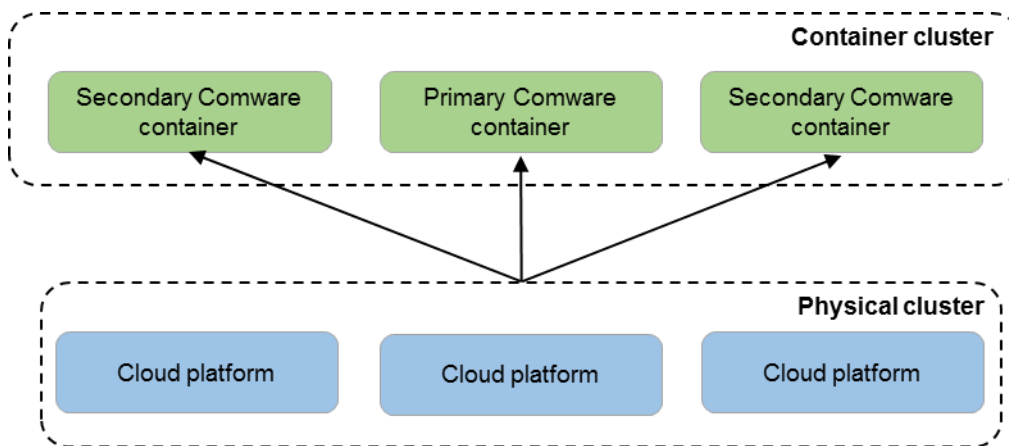 Container cluster
Secondary Comware
container
Primary Comware
container
Secondary Comware
container
Physical cluster
Cloud platform
Cloud platform
Cloud platform